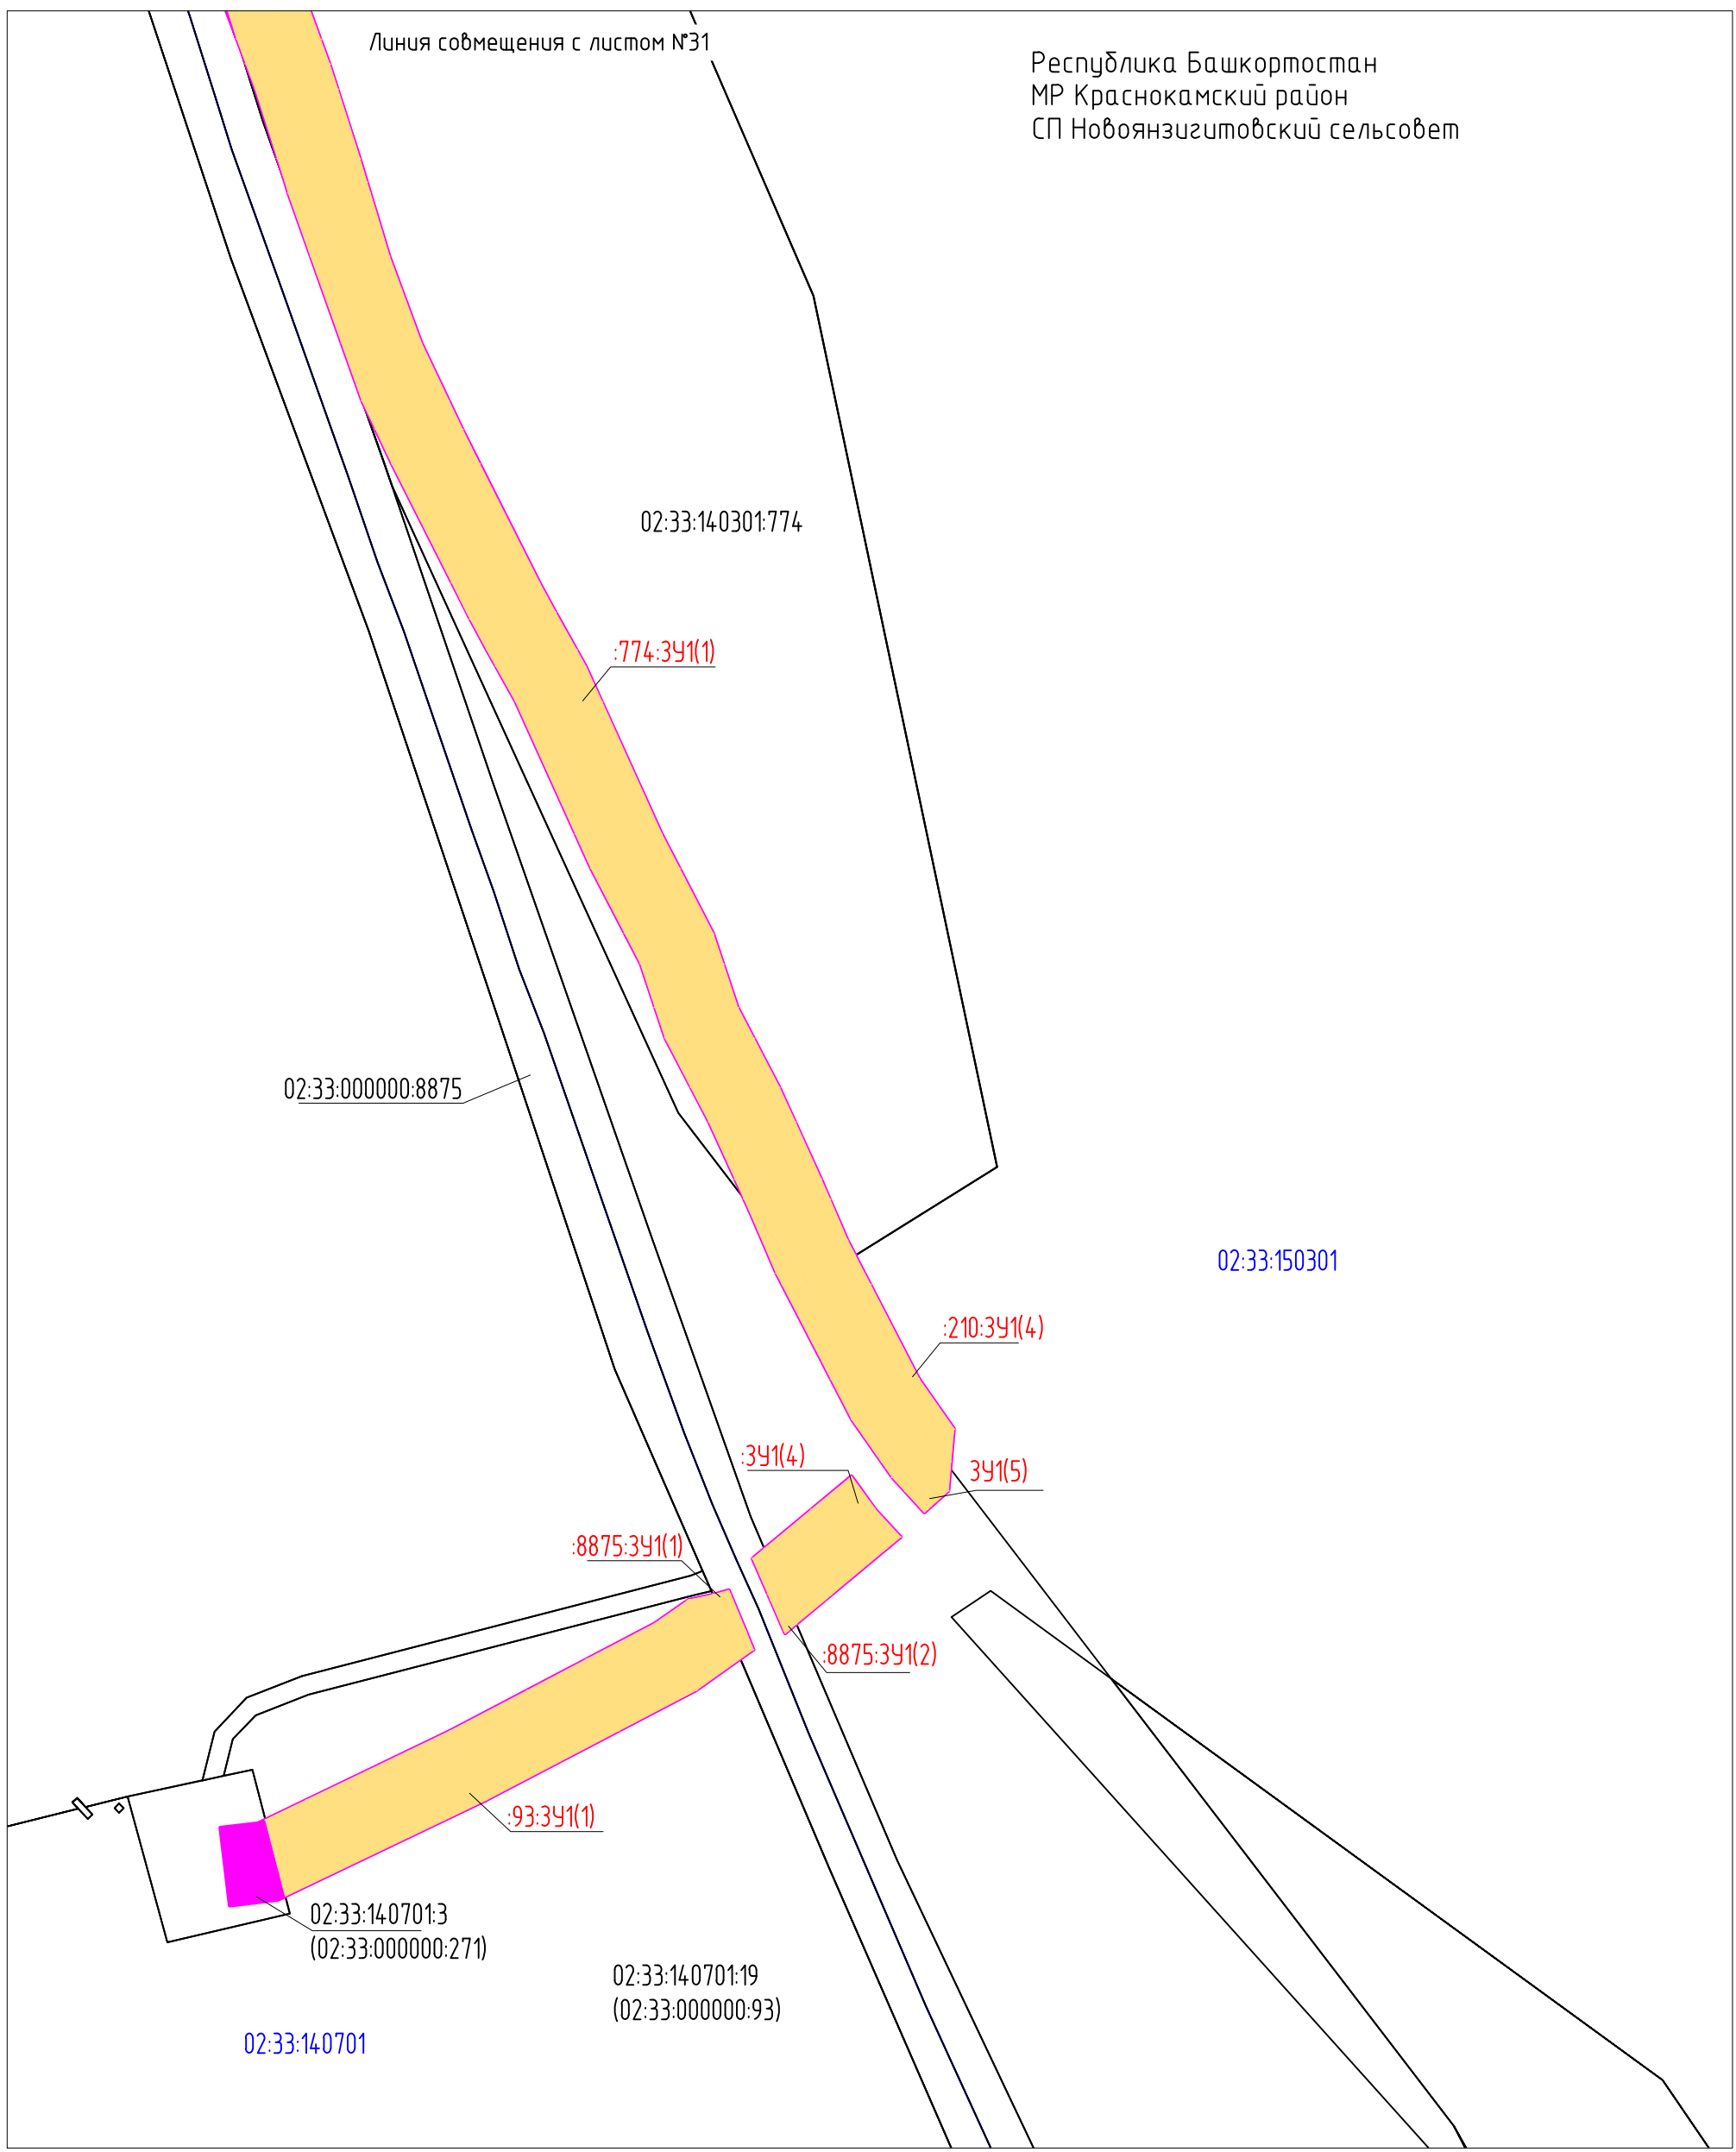 Линия совмещения с листом №31
Республика Башкортостан
МР Краснокамский район
СП Новоянзигитовский сельсовет
02:33:140301:774
:774:ЗУ1(1)
02:33:000000:8875
02:33:150301
:210:ЗУ1(4)
:ЗУ1(4)
ЗУ1(5)
:8875:ЗУ1(1)
:8875:ЗУ1(2)
:93:ЗУ1(1)
02:33:140701:3
(02:33:000000:271)
02:33:140701:19
(02:33:000000:93)
02:33:140701